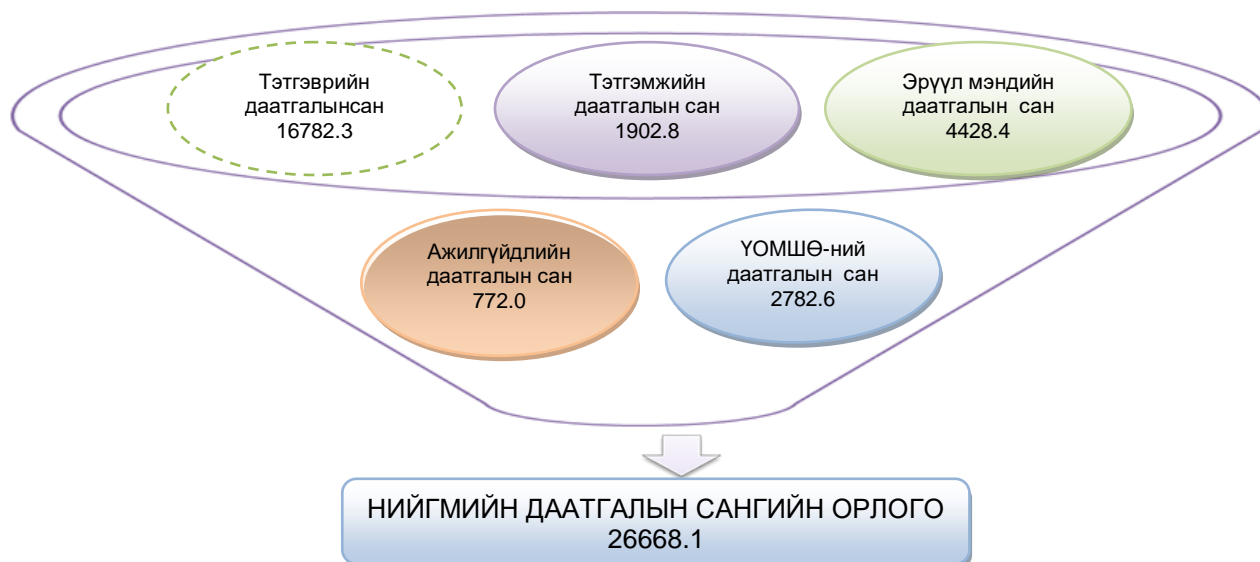 Тэтгэврийн
даатгалынсан
16782.3
Тэтгэмжийн
даатгалын сан
1902.8
Эрүүл мэндийн
даатгалын сан
4428.4
Ажилгүйдлийн
даатгалын сан
772.0
ҮОМШӨ-ний
даатгалын сан
2782.6
НИЙГМИЙН ДААТГАЛЫН САНГИЙН ОРЛОГО
26668.1